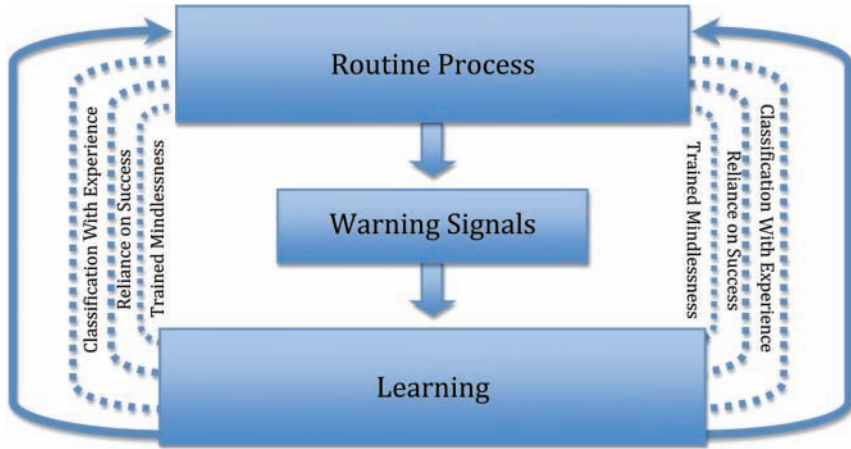 Routine Process
Classification With Experience
Reliance on Success
Trained Mindlessness
Trained Mindlessness
Reliance on Success
Classification With Experience
Warning Signals
Learning